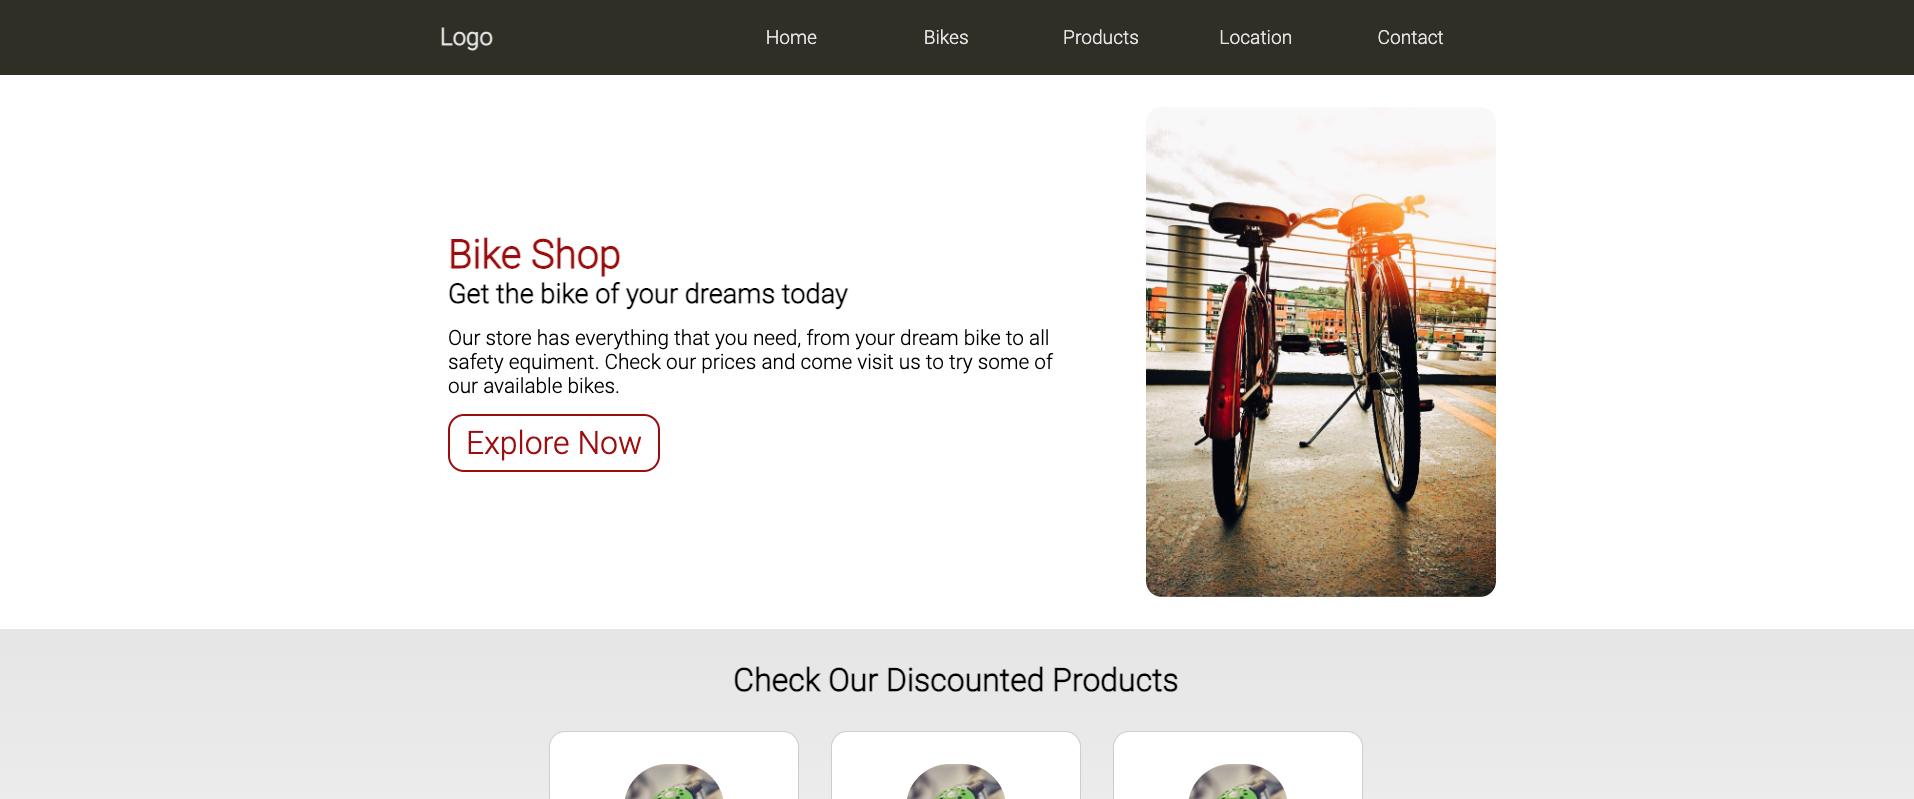 Logo
Home Bikes Products Location Contact
Bike Shop
Get the bike of your dreams today
Our store has everything that you need, from your dream bike to all
safety equiment. Check our prices and come visit us to try some of
our available bikes.
Explore Now
Check Our Discounted Products